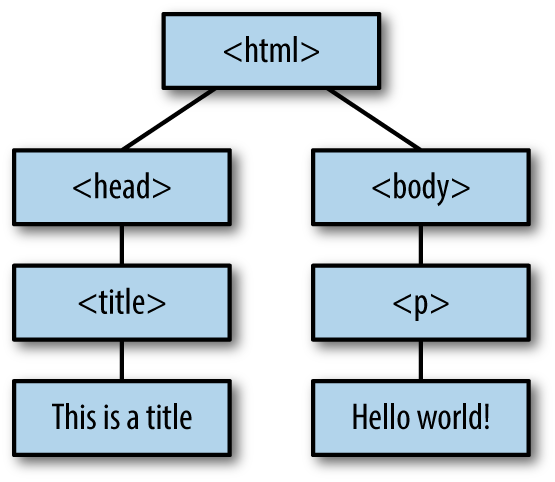 <html>
<head>
<body>
<title>
<p>
This is a title
Hello world!